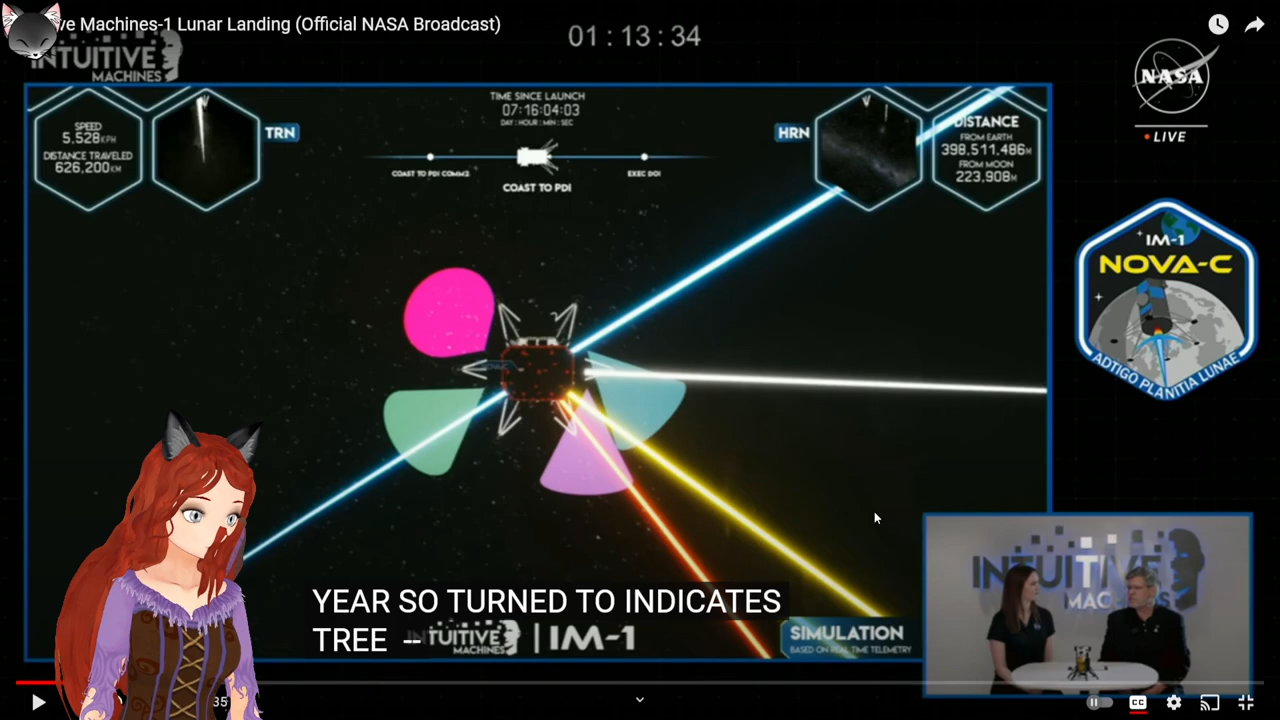 ve Machines-1 Lunar Landing (Official NASA Broadcast)
INTUITIVE
MACHINES
01:13:34
NASA
LIVE
SPEED
5,528KPH
DISTANCE TRAVELED
626,200KM
TRN
TIME SINCE LAUNCH
07:16:04:03
DAY : HOUR : MIN : SEC
COAST TO PDI COMM2
COAST TO PDI
EXEC DOI
HRN
DISTANCE
FROM EARTH
398,511,486M
FROM MOON
223,908M
IM-1
NOVA-C
ADTIGO PLANITIA LUNAE
YEAR SO TURNED TO INDICATES
TREE --
INTUITIVE
MACHINES
IM-1
SIMULATION
BASED ON REAL TIME TELEMETRY
INTUITIVE
35
CC